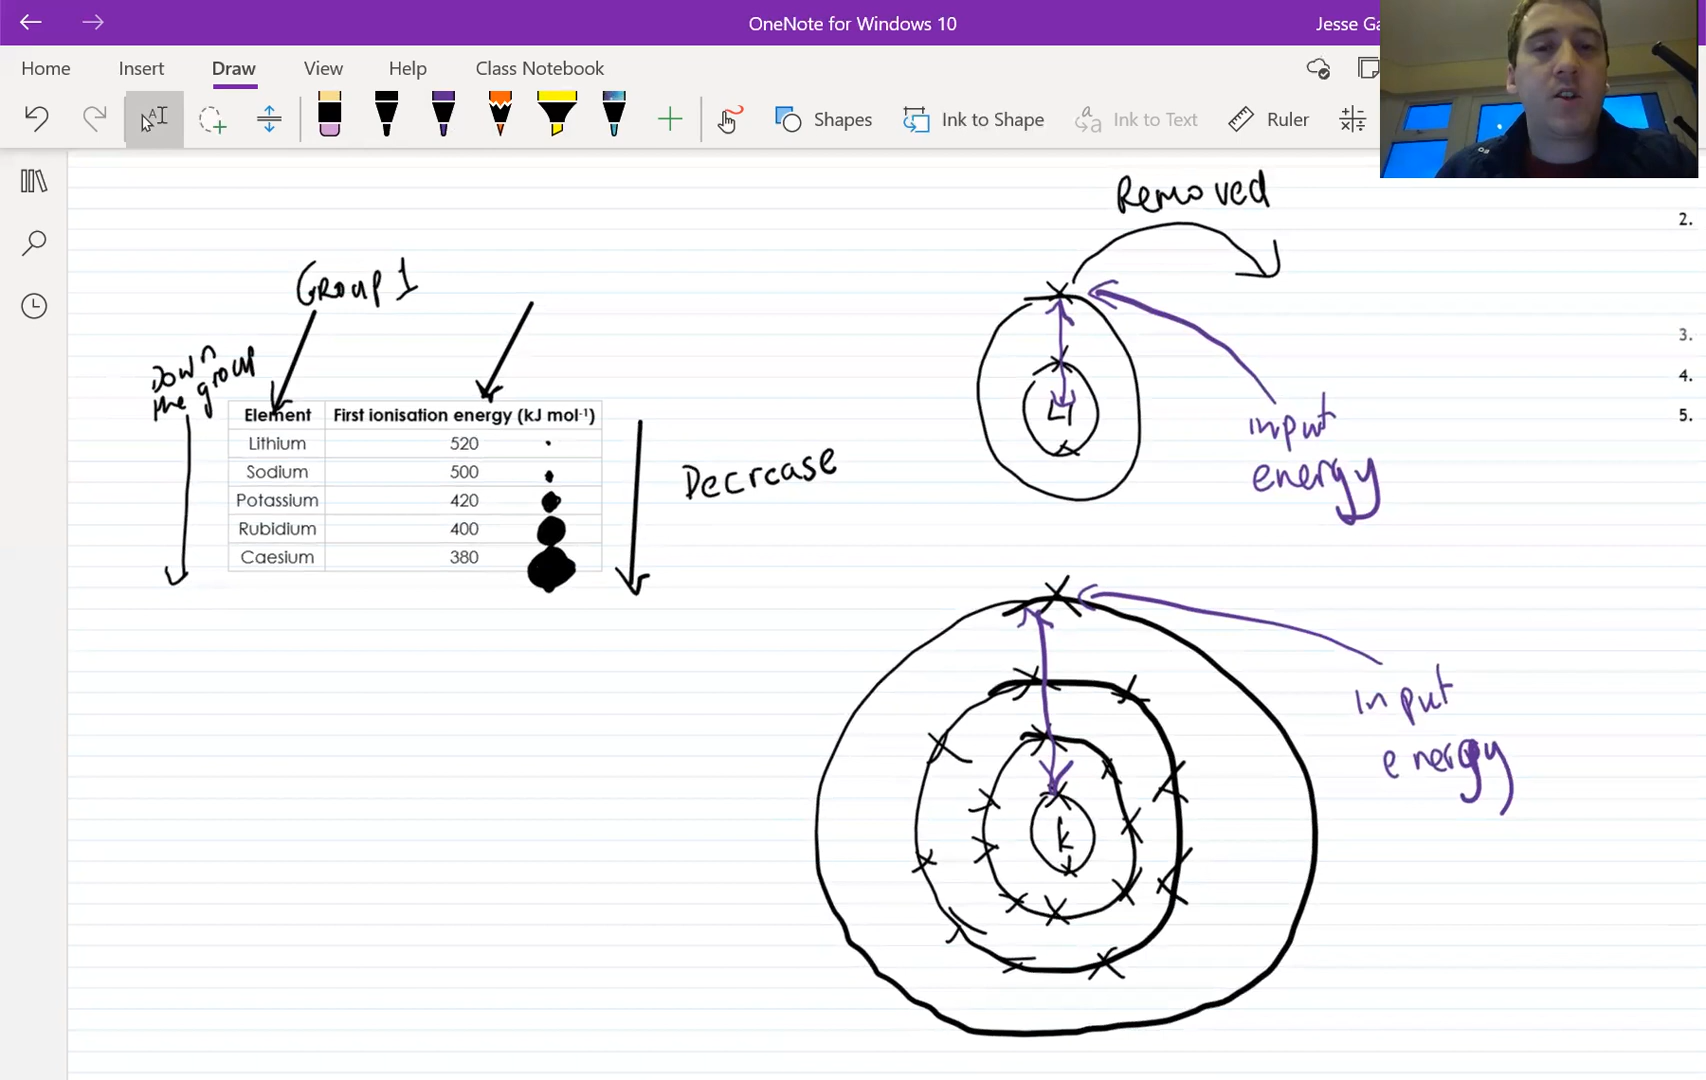 OneNote for Windows 10
Jesse Ga
Home Insert Draw View Help Class Notebook
Shapes Ink to Shape Ink to Text Ruler
Removed
2.
Group 1
3.
Down
the group
4.
Element First ionisation energy (kJ mol⁻¹)
5.
Lithium 520
Sodium 500
Potassium 420
Rubidium 400
Caesium 380
Decrease
Li
input
energy
input
energy
k